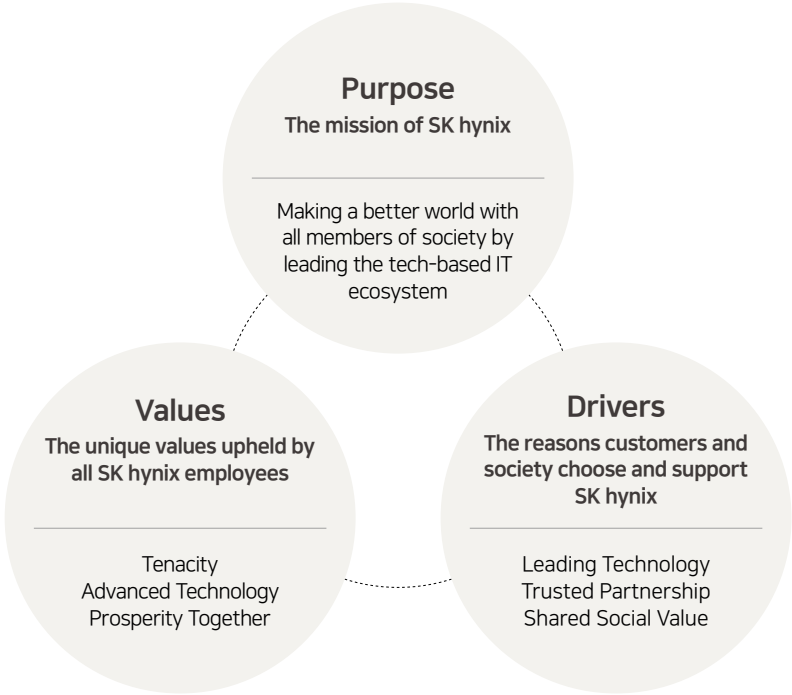 Purpose
The mission of SK hynix
Making a better world with
all members of society by
leading the tech-based IT
ecosystem
Values
The unique values upheld by
all SK hynix employees
Tenacity
Advanced Technology
Prosperity Together
Drivers
The reasons customers and
society choose and support
SK hynix
Leading Technology
Trusted Partnership
Shared Social Value